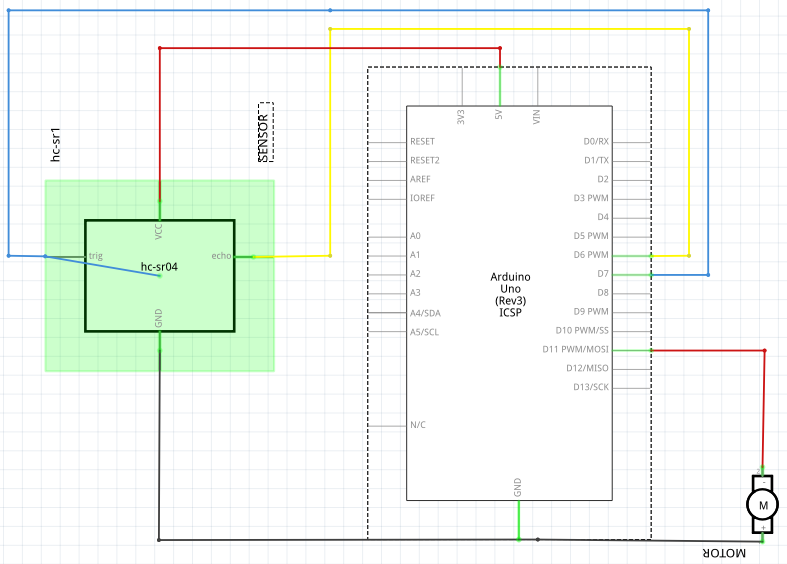 hc-sr1
SENSOR
VCC
trig
echo
hc-sr04
GND
3V3
5V
VIN
RESET
RESET2
AREF
IOREF
A0
A1
A2
A3
A4/SDA
A5/SCL
N/C
Arduino
Uno
(Rev3)
ICSP
D0/RX
D1/TX
D2
D3 PWM
D4
D5 PWM
D6 PWM
D7
D8
D9 PWM
D10 PWM/SS
D11 PWM/MOSI
D12/MISO
D13/SCK
GND
-
M
+
MOTOR